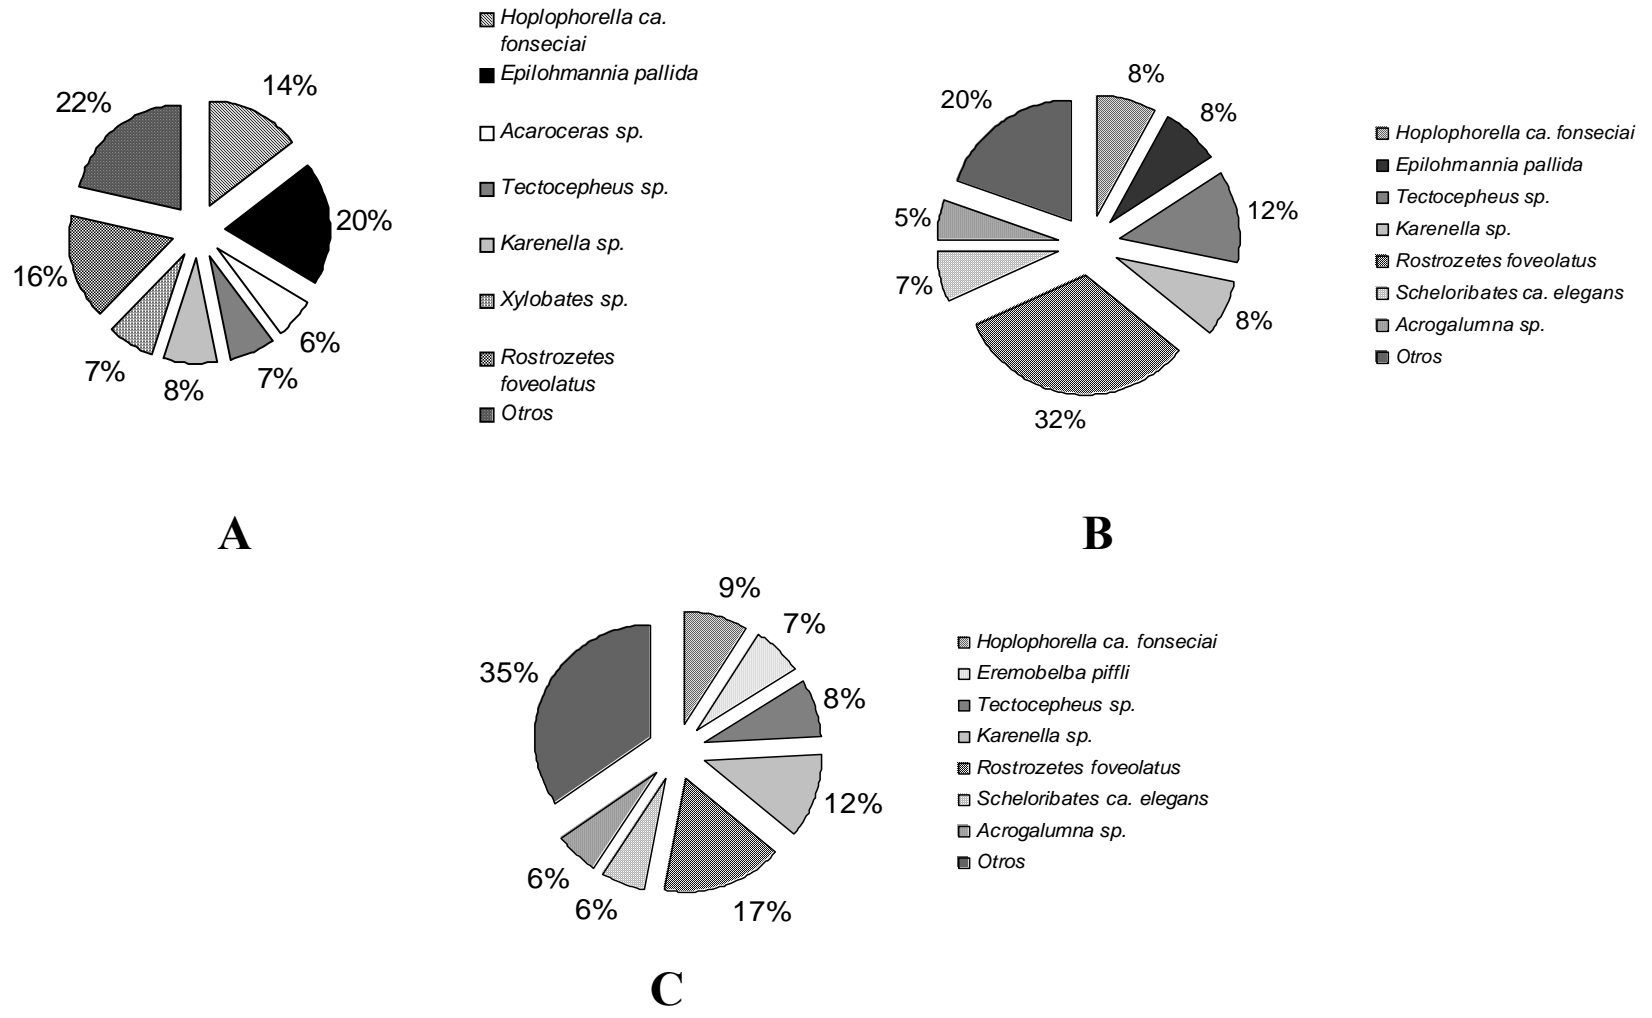 14%
20%
6%
7%
8%
7%
16%
22%
Hoplophorella ca.
fonseciai
Epilohmannia pallida
Acaroceras sp.
Tectocepheus sp.
Karenella sp.
Xylobates sp.
Rostrozetes
foveolatus
Otros
A
8%
8%
12%
8%
32%
7%
5%
20%
Hoplophorella ca. fonseciai
Epilohmannia pallida
Tectocepheus sp.
Karenella sp.
Rostrozetes foveolatus
Scheloribates ca. elegans
Acrogalumna sp.
Otros
B
9%
7%
8%
12%
17%
6%
6%
35%
Hoplophorella ca. fonseciai
Eremobelba piffli
Tectocepheus sp.
Karenella sp.
Rostrozetes foveolatus
Scheloribates ca. elegans
Acrogalumna sp.
Otros
C